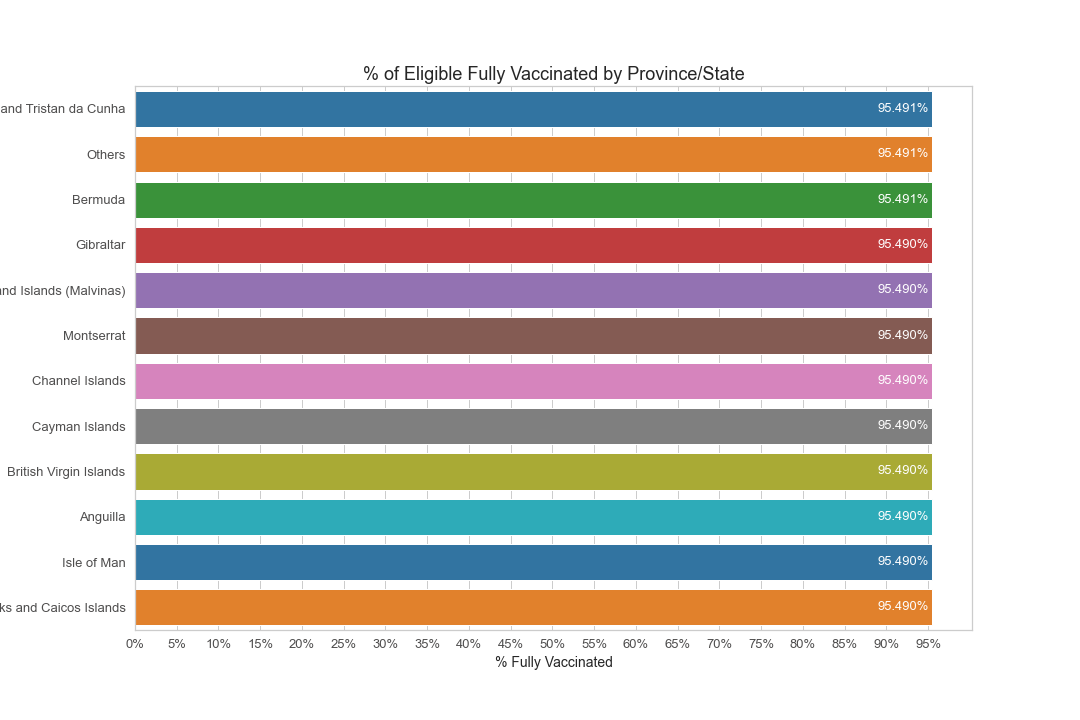 % of Eligible Fully Vaccinated by Province/State
and Tristan da Cunha 95.491%
Others 95.491%
Bermuda 95.491%
Gibraltar 95.490%
Islands (Malvinas) 95.490%
Montserrat 95.490%
Channel Islands 95.490%
Cayman Islands 95.490%
British Virgin Islands 95.490%
Anguilla 95.490%
Isle of Man 95.490%
and Caicos Islands 95.490%
0% 5% 10% 15% 20% 25% 30% 35% 40% 45% 50% 55% 60% 65% 70% 75% 80% 85% 90% 95%
% Fully Vaccinated